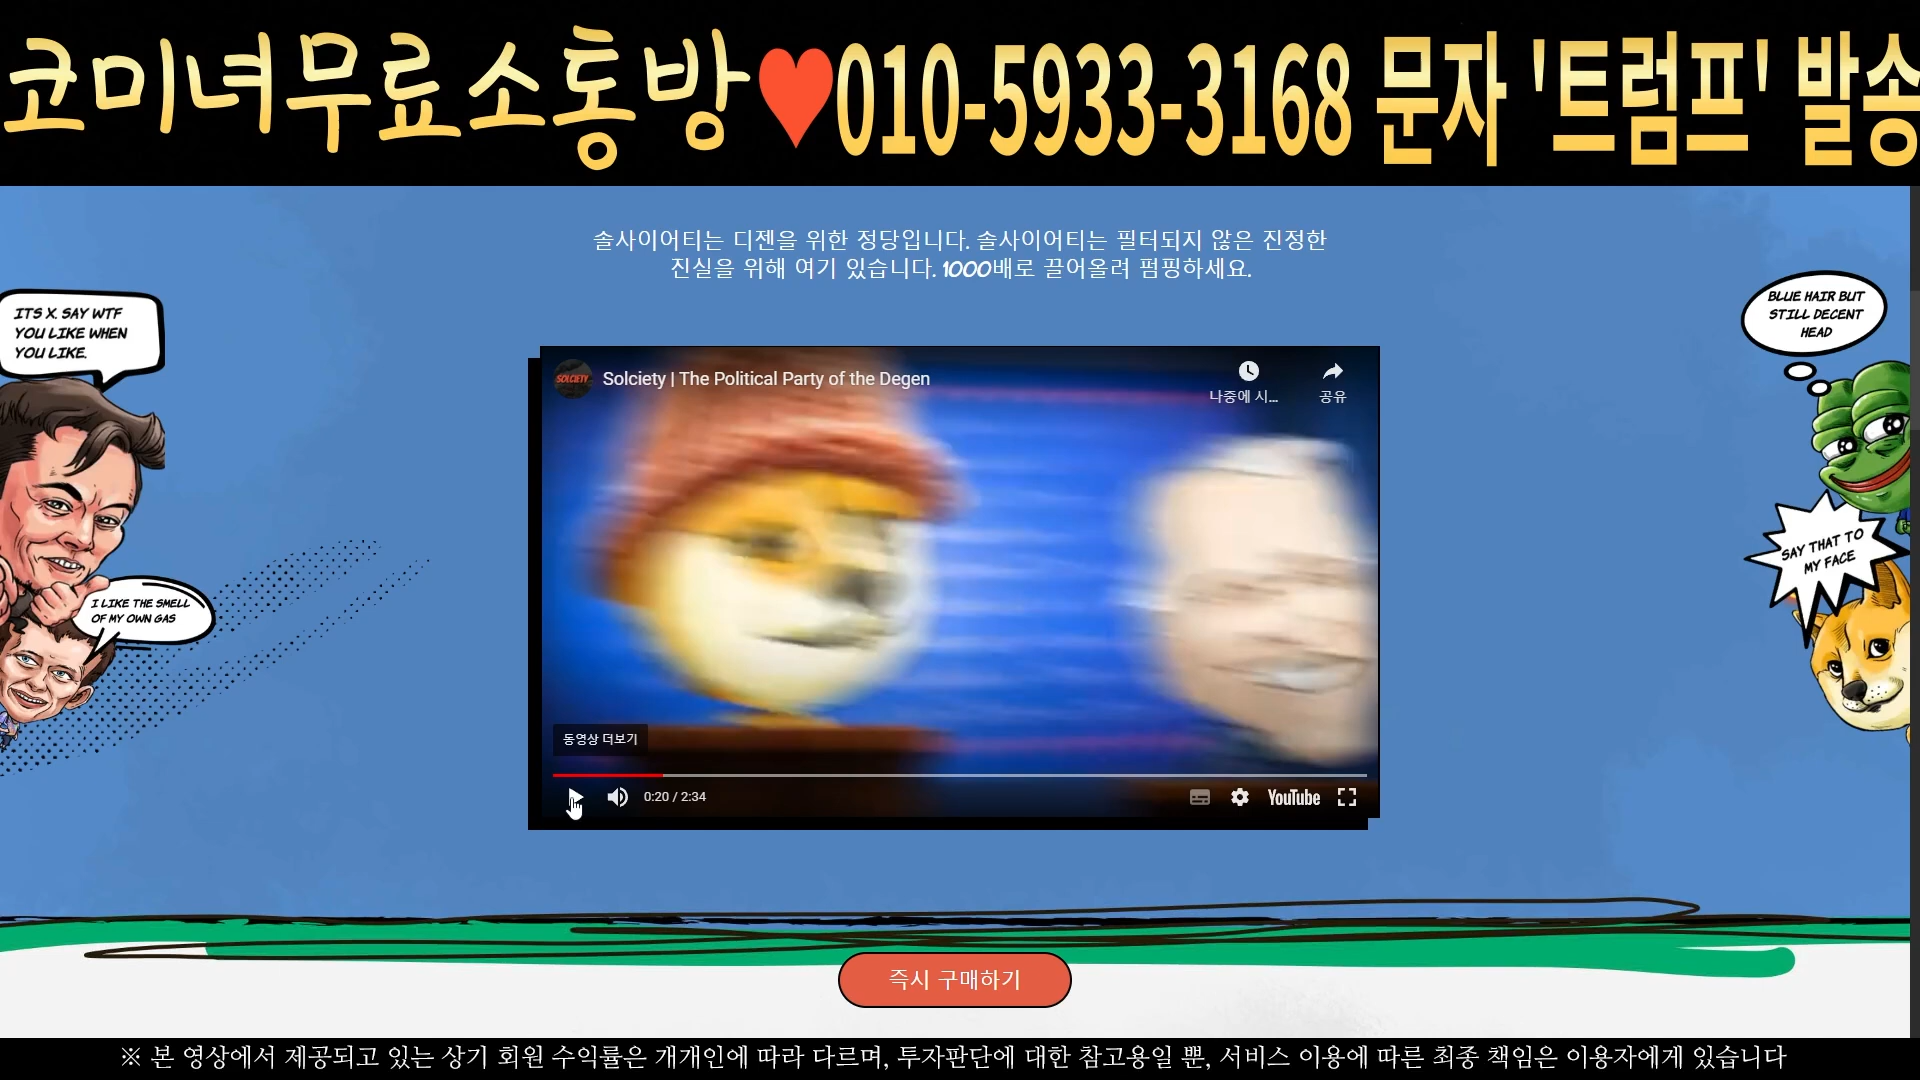 코미녀무료소통방♥010-5933-3168 문자 '트럼프' 발송
솔사이어티는 디젠을 위한 정당입니다. 솔사이어티는 필터되지 않은 진정한
진실을 위해 여기 있습니다. 1000배로 끌어올려 펌핑하세요.
ITS X. SAY WTF
YOU LIKE WHEN
YOU LIKE.
BLUE HAIR BUT
STILL DECENT
HEAD
SOLCIETY
Solciety | The Political Party of the Degen
나중에 시...
공유
SAY THAT TO
MY FACE
I LIKE THE SMELL
OF MY OWN GAS
동영상 더보기
0:20 / 2:34
YouTube
즉시 구매하기
※ 본 영상에서 제공되고 있는 상기 회원 수익률은 개개인에 따라 다르며, 투자판단에 대한 참고용일 뿐, 서비스 이용에 따른 최종 책임은 이용자에게 있습니다